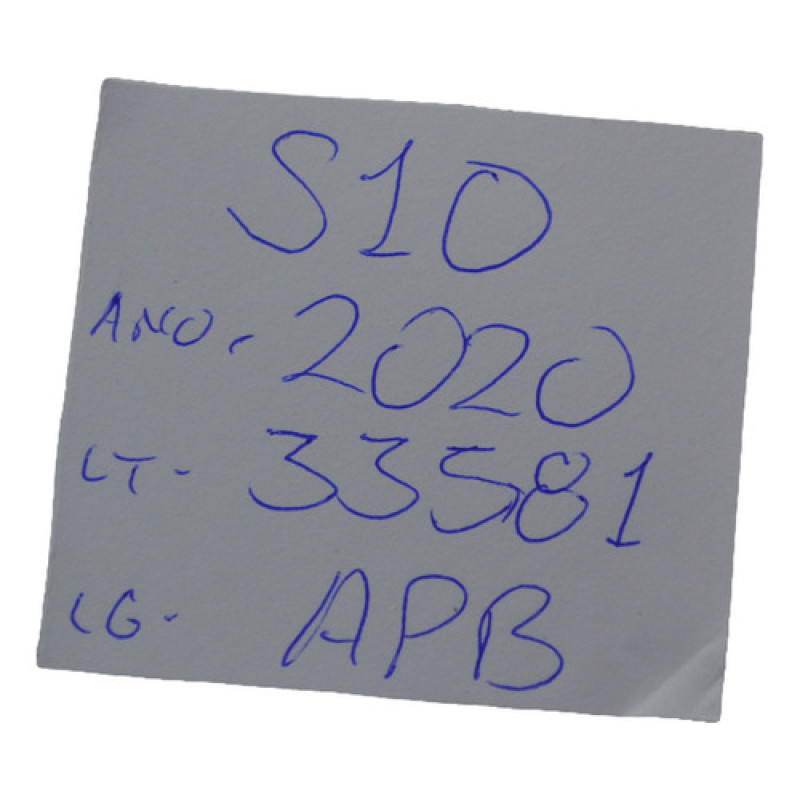 S10
ANO. 2020
LT- 33581
LG- APB